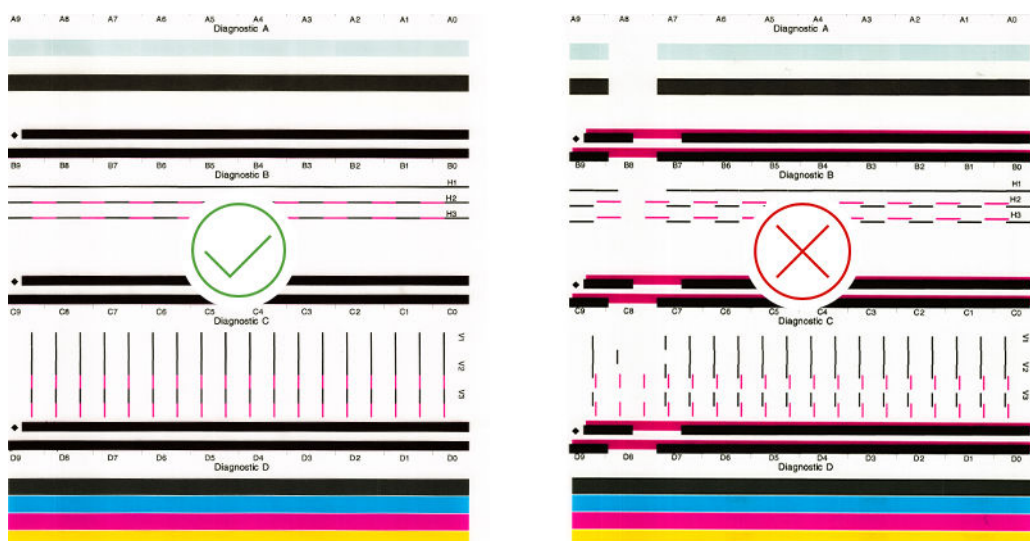 A9 A8 A7 A6 A5 A4 A3 A2 A1 A0
Diagnostic A
B9 B8 B7 B6 B5 B4 B3 B2 B1 B0
Diagnostic B
H1
H2
H3
C9 C8 C7 C6 C5 C4 C3 C2 C1 C0
Diagnostic C
V1
V2
V3
D9 D8 D7 D6 D5 D4 D3 D2 D1 D0
Diagnostic D
A9 A8 A7 A6 A5 A4 A3 A2 A1 A0
Diagnostic A
B9 B8 B7 B6 B5 B4 B3 B2 B1 B0
Diagnostic B
H1
H2
H3
C9 C8 C7 C6 C5 C4 C3 C2 C1 C0
Diagnostic C
V1
V2
V3
D9 D8 D7 D6 D5 D4 D3 D2 D1 D0
Diagnostic D